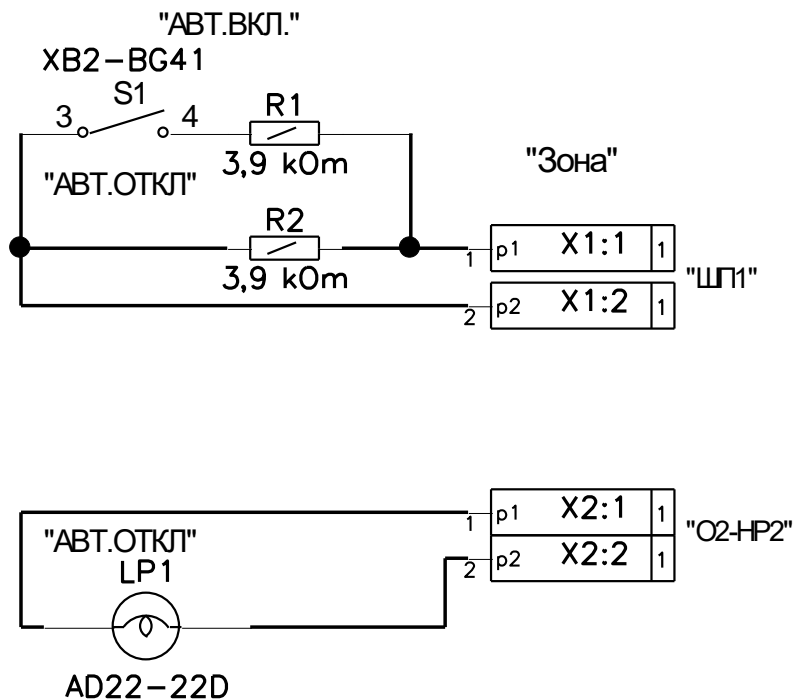 "АВТ.ВКЛ."
XB2-BG41
S1
3 4
R1
3,9 kOm
"АВТ.ОТКЛ"
"Зона"
R2
3,9 kOm
1 p1 X1:1 1
"ШП1"
2 p2 X1:2 1
1 p1 X2:1 1
"О2-НР2"
2 p2 X2:2 1
"АВТ.ОТКЛ"
LP1
AD22-22D